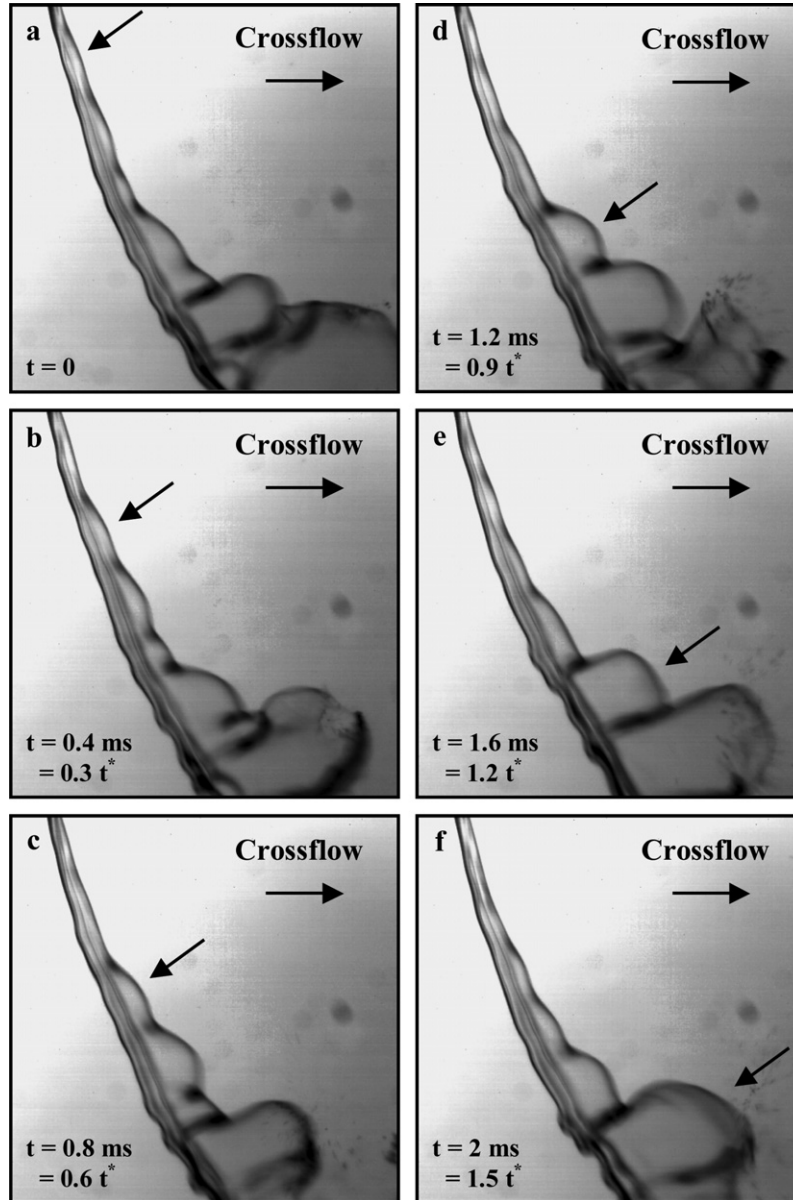 a
Crossflow
t = 0
b
Crossflow
t = 0.4 ms
= 0.3 t*
c
Crossflow
t = 0.8 ms
= 0.6 t*
d
Crossflow
t = 1.2 ms
= 0.9 t*
e
Crossflow
t = 1.6 ms
= 1.2 t*
f
Crossflow
t = 2 ms
= 1.5 t*